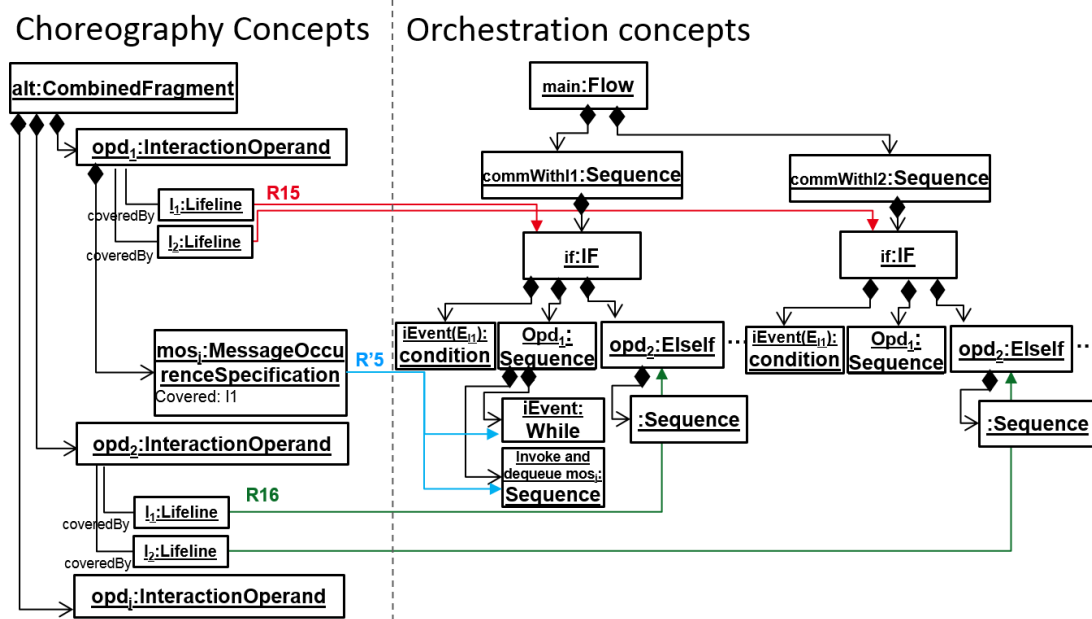 Choreography Concepts
Orchestration concepts
alt:CombinedFragment
opd1:InteractionOperand
l1:Lifeline
coveredBy
l2:Lifeline
coveredBy
R15
mosi:MessageOccu
renceSpecification
Covered: l1
R'5
opd2:InteractionOperand
l1:Lifeline
coveredBy
l2:Lifeline
coveredBy
R16
opdi:InteractionOperand
main:Flow
commWithl1:Sequence
commWithl2:Sequence
if:IF
if:IF
iEvent(El1):
condition
Opd1:
Sequence
opd2:ElseIf
...
iEvent(El1):
condition
Opd1:
Sequence
opd2:ElseIf
...
iEvent:
While
:Sequence
:Sequence
Invoke and
dequeue mosi:
Sequence